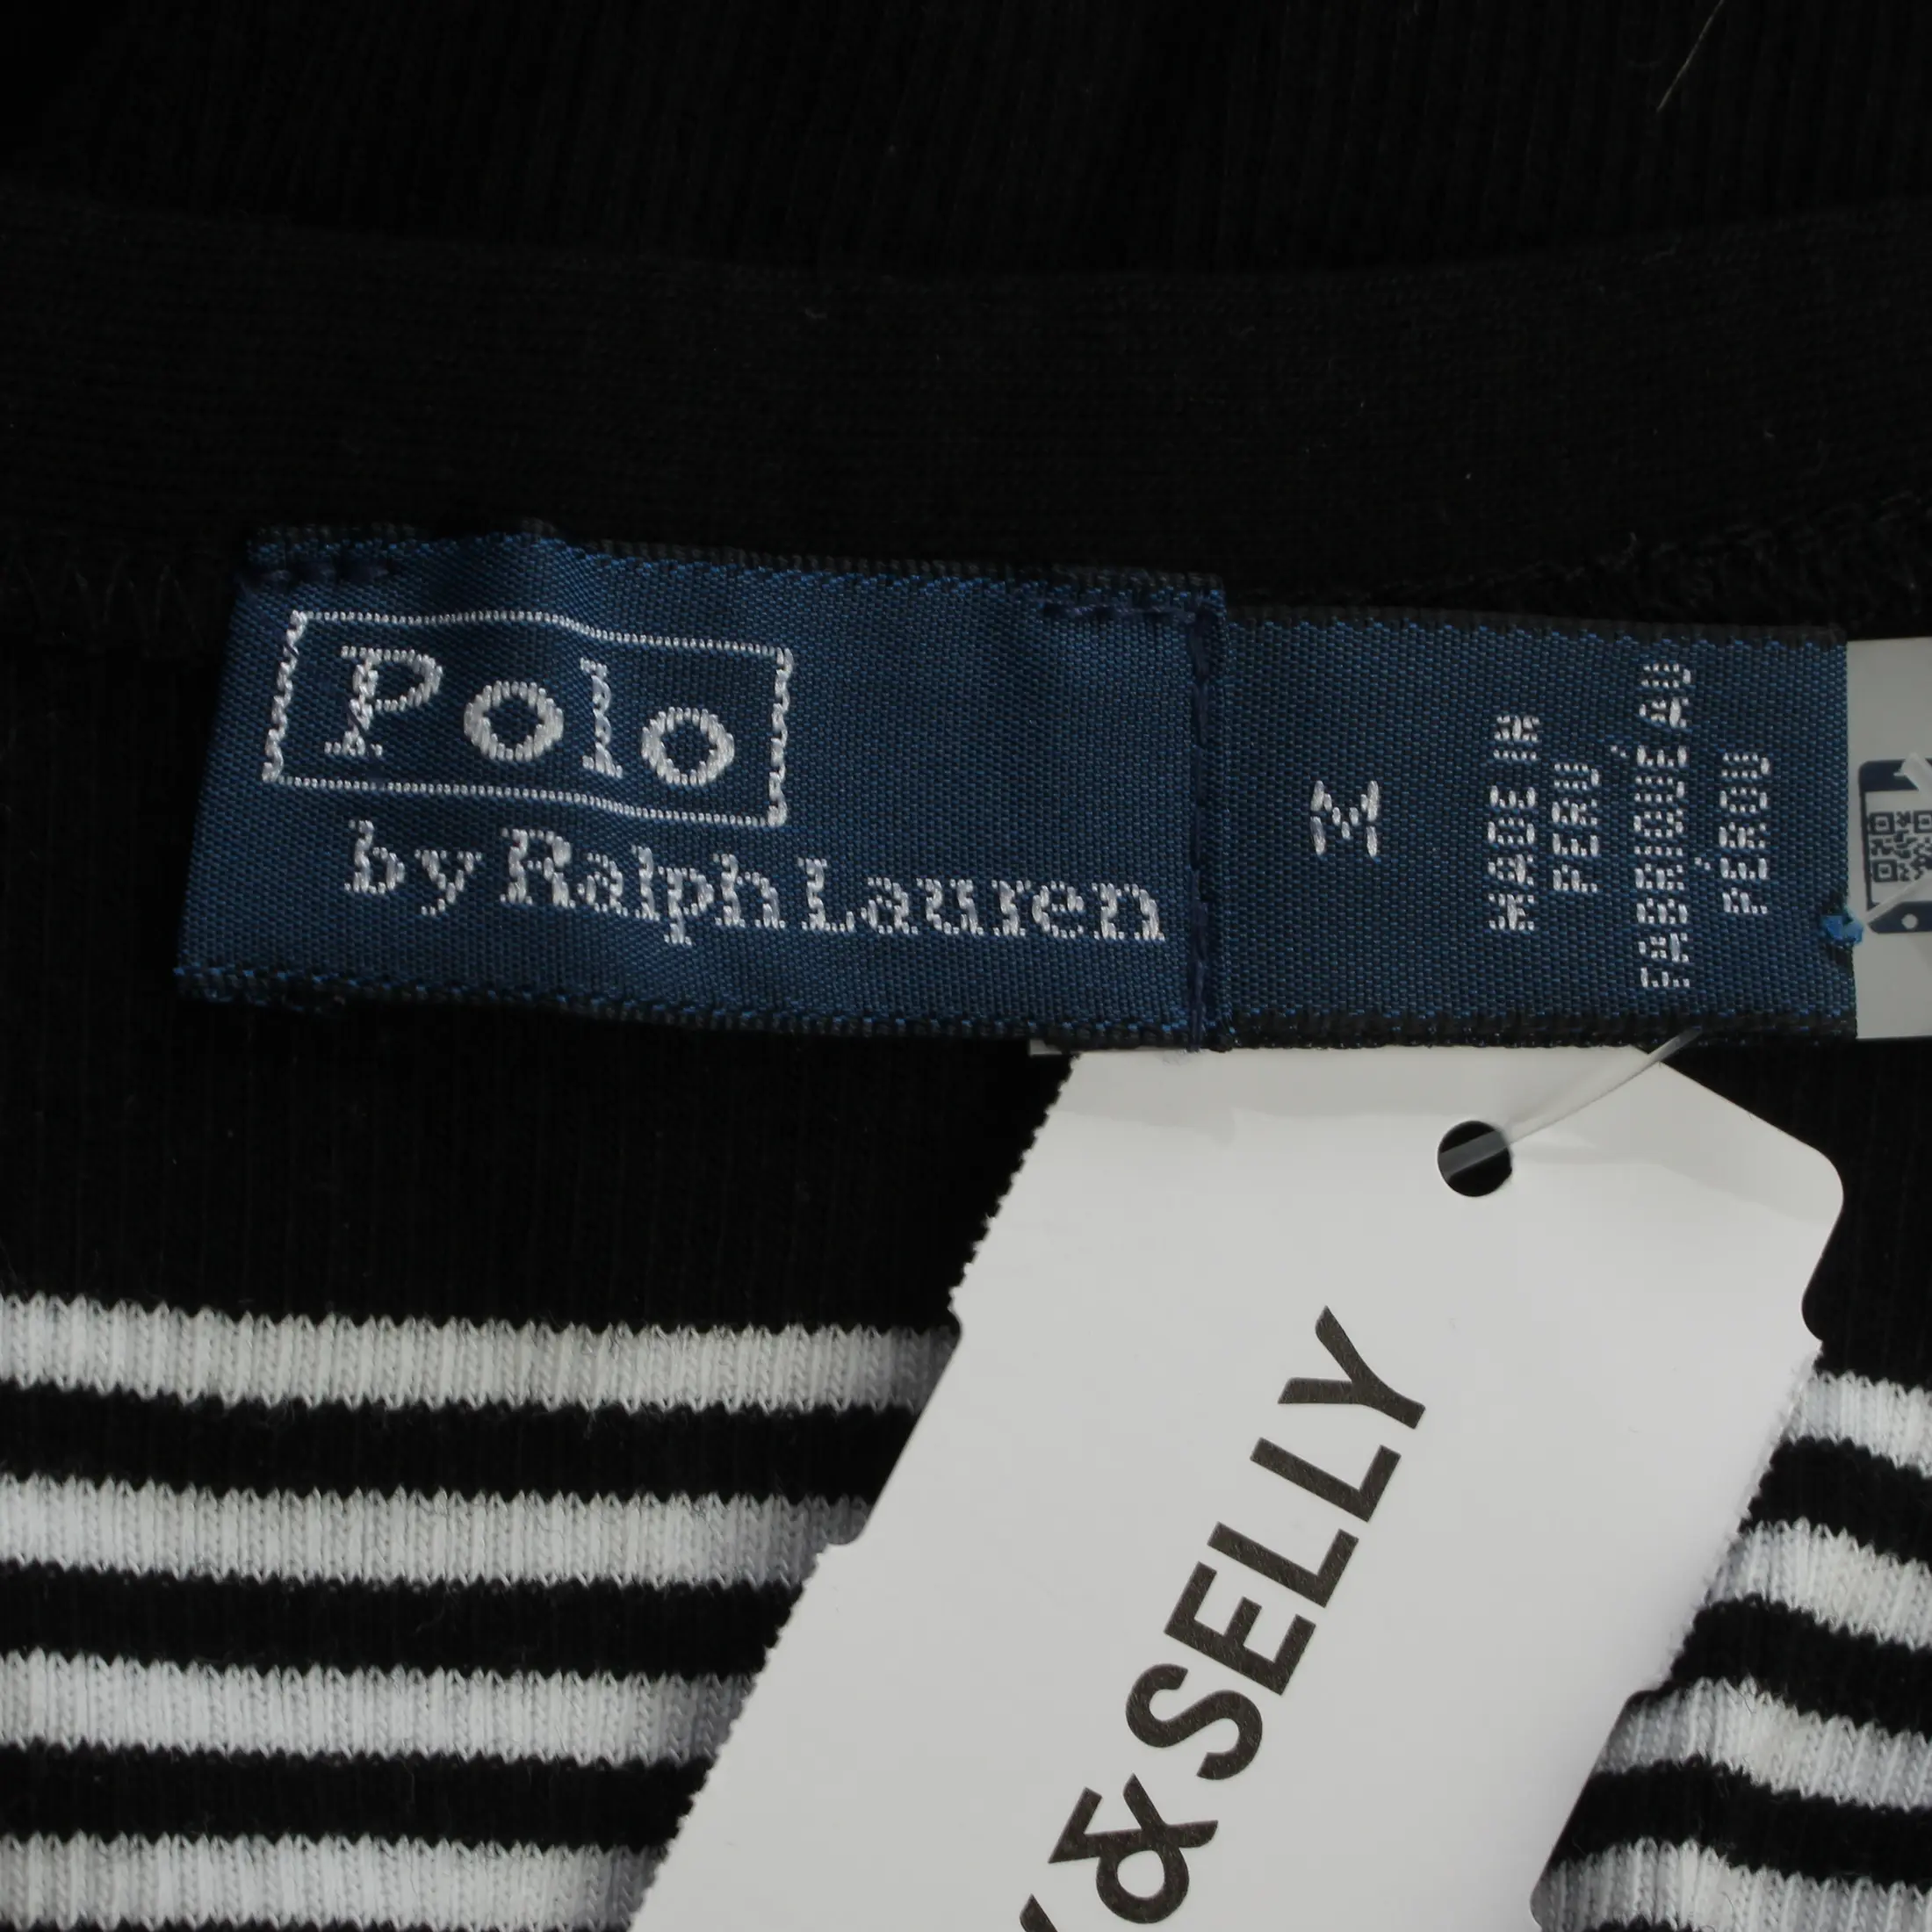 Polo
by Ralph Lauren
M
MADE IN
PERU
FABRIQUÉ AU
PÉROU
&SELLY